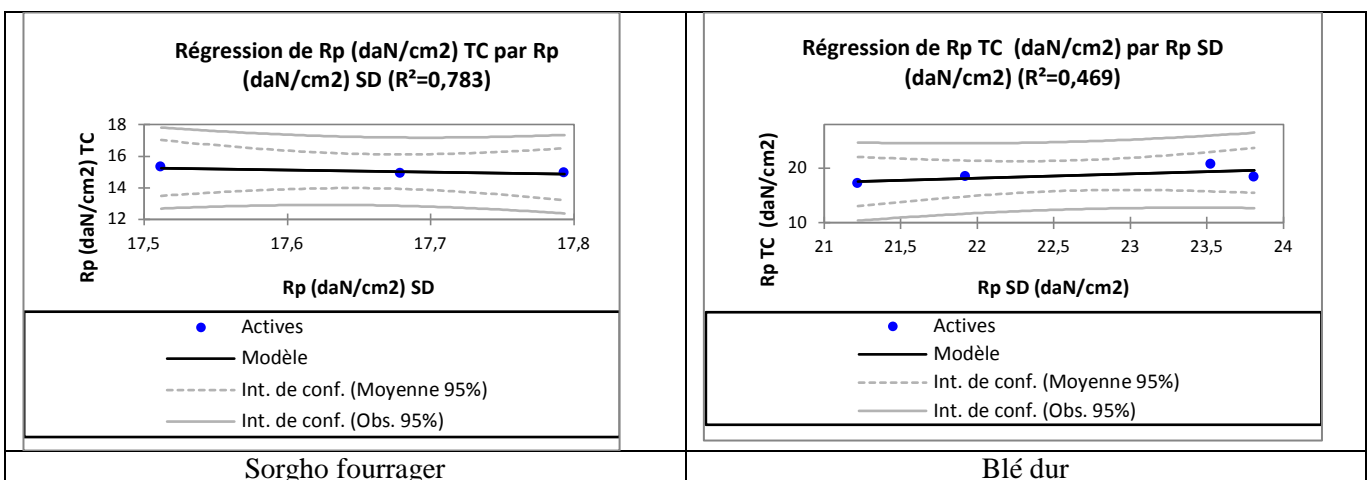 Régression de Rp (daN/cm2) TC par Rp
(daN/cm2) SD (R²=0,783)
Rp (daN/cm2) TC
18
16
14
12
17,5 17,6 17,7 17,8
Rp (daN/cm2) SD
Actives
Modèle
Int. de conf. (Moyenne 95%)
Int. de conf. (Obs. 95%)
Sorgho fourrager
Régression de Rp TC (daN/cm2) par Rp SD
(daN/cm2) (R²=0,469)
Rp TC (daN/cm2)
20
10
21 21,5 22 22,5 23 23,5 24
Rp SD (daN/cm2)
Actives
Modèle
Int. de conf. (Moyenne 95%)
Int. de conf. (Obs. 95%)
Blé dur